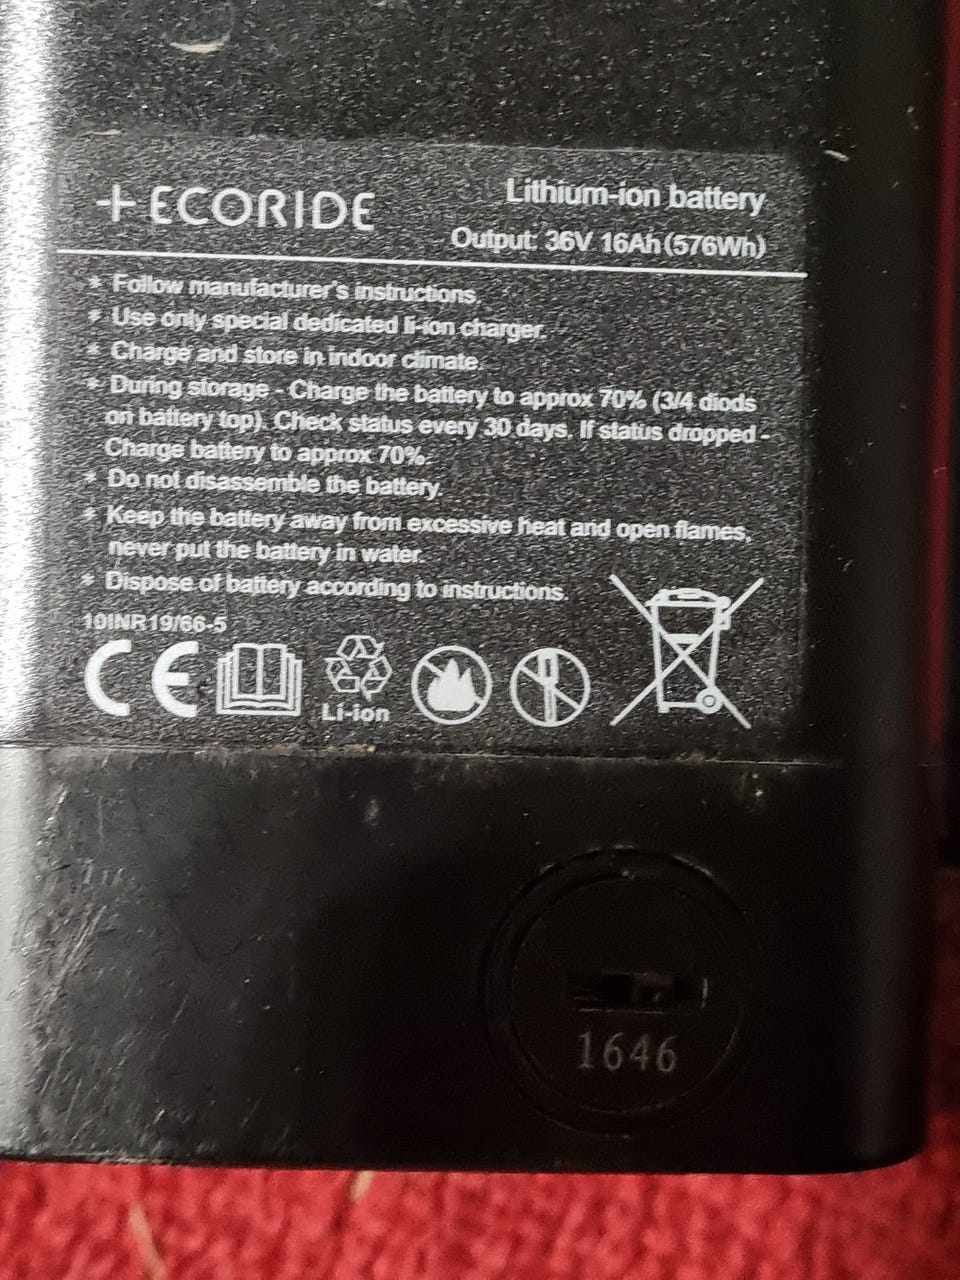 +ECORIDE
Lithium-ion battery
Output: 36V 16Ah(576Wh)
* Follow manufacturer's instructions.
* Use only special dedicated li-ion charger.
* Charge and store in indoor climate.
* During storage - Charge the battery to approx 70% (3/4 diods
on battery top). Check status every 30 days. If status dropped -
Charge battery to approx 70%.
* Do not disassemble the battery.
* Keep the battery away from excessive heat and open flames,
never put the battery in water.
* Dispose of battery according to instructions.
10INR19/66-5
CE
Li-ion
1646